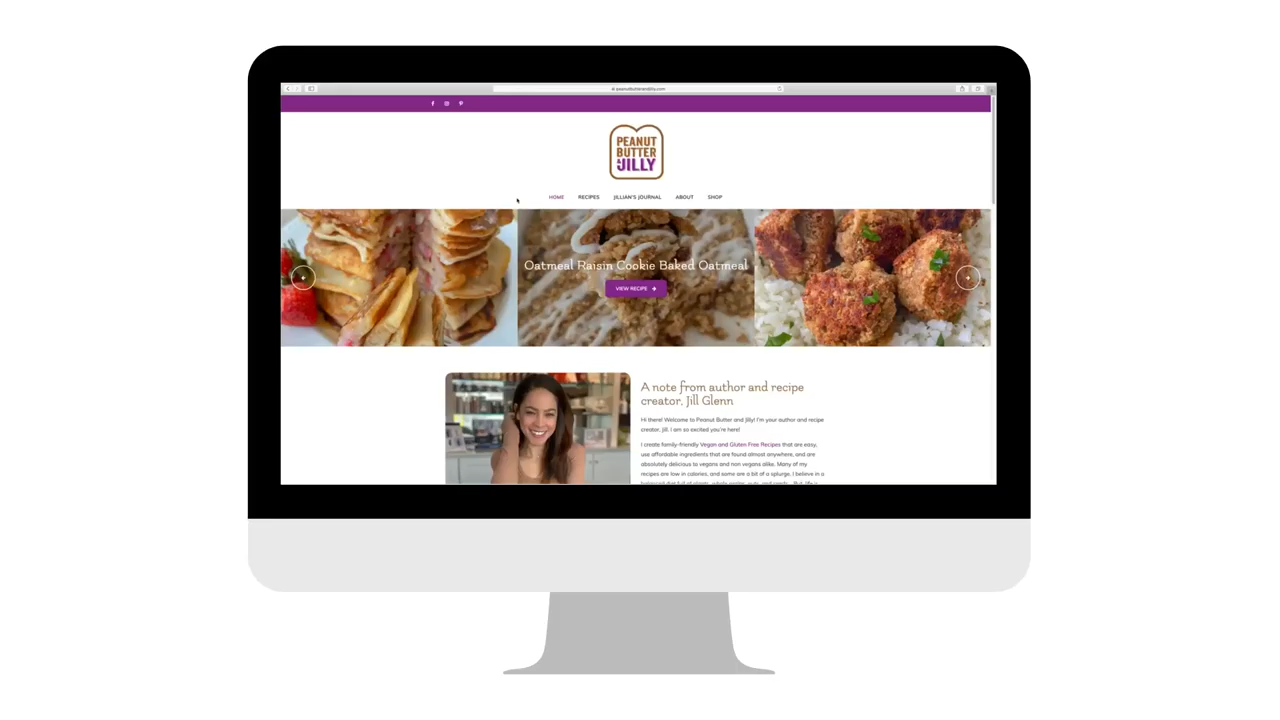 PEANUT
BUTTER
& JILLY
HOME RECIPES JILLIAN'S JOURNAL ABOUT SHOP
Oatmeal Raisin Cookie Baked Oatmeal
VIEW RECIPE
A note from author and recipe
creator, Jill Glenn
Hi there! Welcome to Peanut Butter and Jilly! I'm your author and recipe
creator, Jill. I am so excited you're here!
I create family-friendly Vegan and Gluten Free Recipes that are easy,
use affordable ingredients that are found almost anywhere, and are
absolutely delicious to vegans and non vegans alike. Many of my
recipes are low in calories, and some are a bit of a splurge. I believe in a